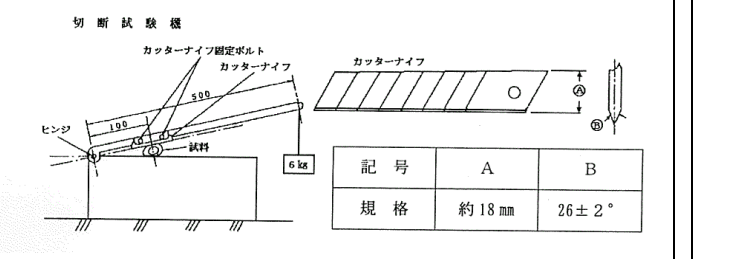 切断試験機
カッターナイフ固定ボルト
カッターナイフ
カッターナイフ
500
100
Ⓐ
Ⓑ
ヒンジ
試料
6kg
記号 A B
規格 約18mm 26±2°